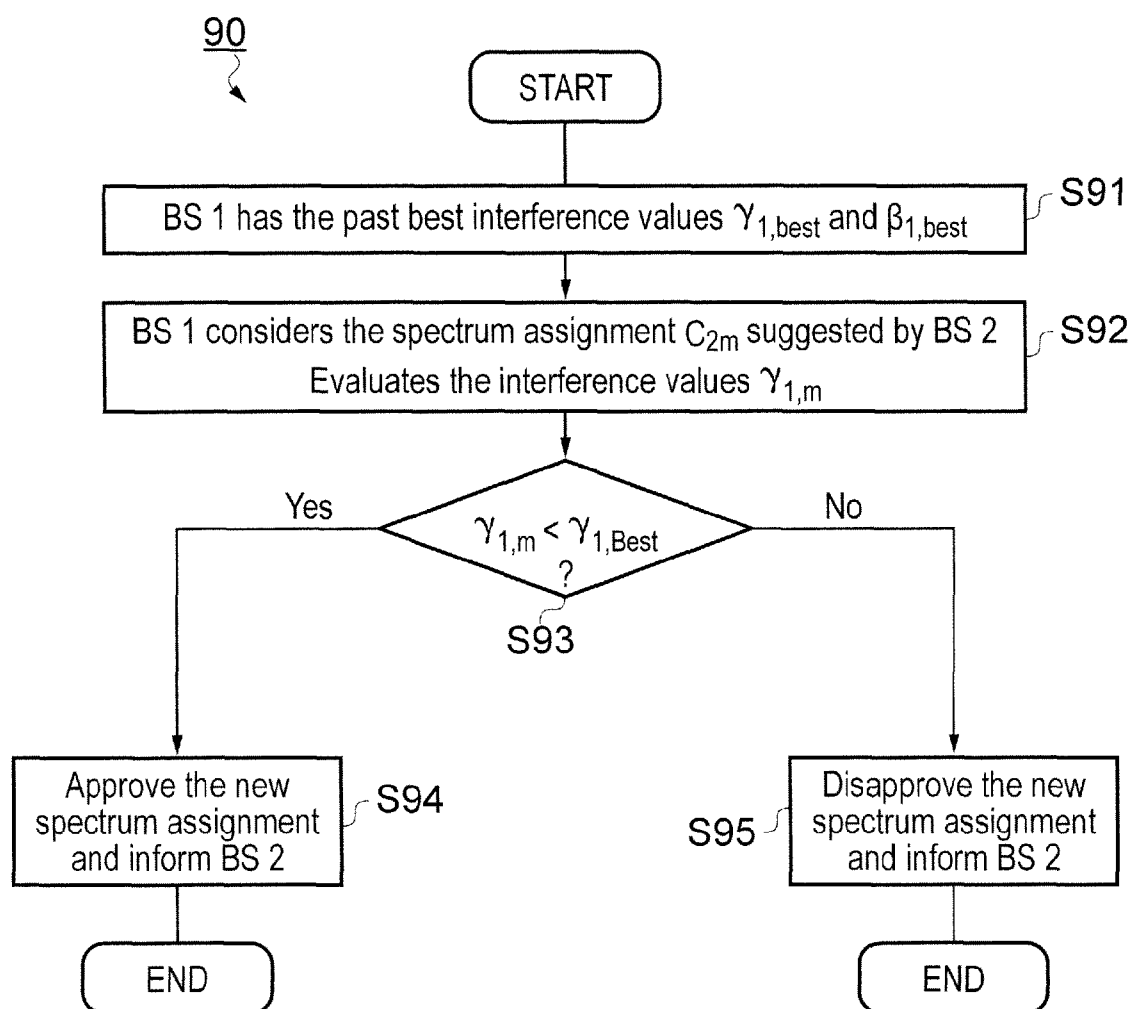 90
START
BS 1 has the past best interference values γ1,best and β1,best
S91
BS 1 considers the spectrum assignment C2m suggested by BS 2
Evaluates the interference values γ1,m
S92
Yes
No
γ1,m < γ1,Best
?
S93
Approve the new
spectrum assignment
and inform BS 2
S94
Disapprove the new
spectrum assignment
and inform BS 2
S95
END
END